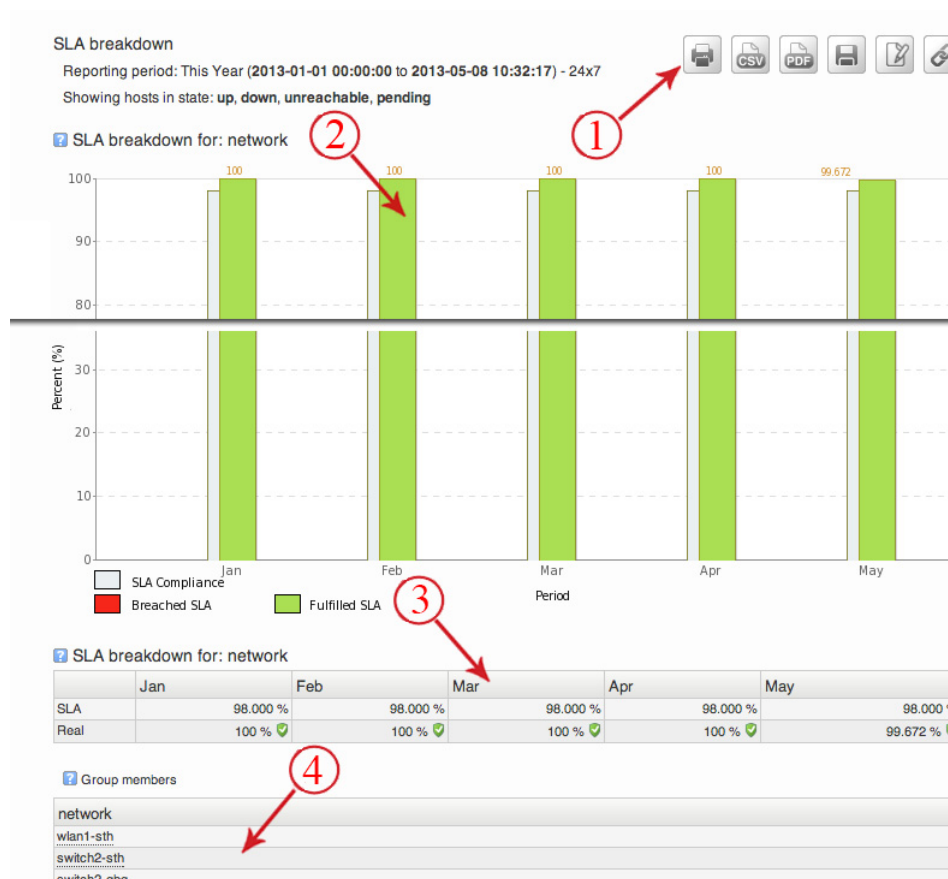 SLA breakdown
Reporting period: This Year (2013-01-01 00:00:00 to 2013-05-08 10:32:17) - 24x7
Showing hosts in state: up, down, unreachable, pending
CSV
PDF
1
? SLA breakdown for: network
2
100 100 100 100 99.672
100
90
80
Percent (%)
30
20
10
0
Jan Feb Mar Apr May
Period
SLA Compliance
Breached SLA Fulfilled SLA
3
? SLA breakdown for: network
Jan Feb Mar Apr May
SLA 98.000 % 98.000 % 98.000 % 98.000 % 98.000
Real 100 % 100 % 100 % 100 % 99.672 %
? Group members
4
network
wlan1-sth
switch2-sth